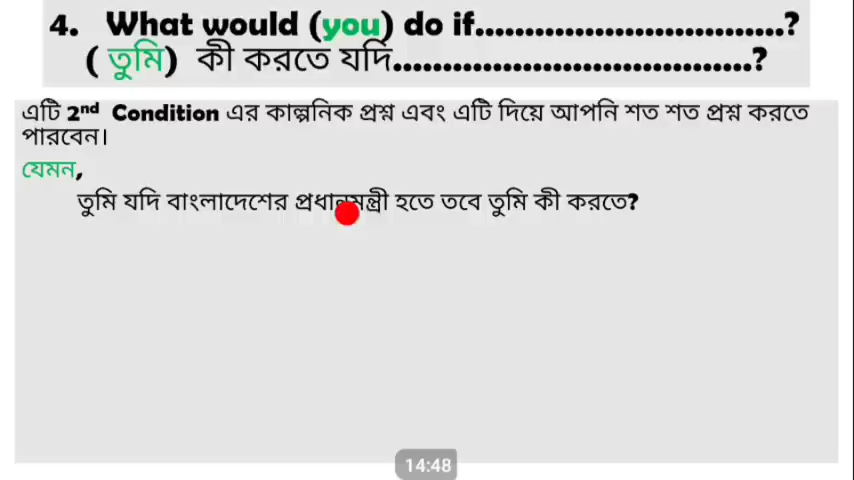 4. What would (you) do if...............................?
( তুমি) কী করতে যদি....................................?
এটি 2nd Condition এর কাল্পনিক প্রশ্ন এবং এটি দিয়ে আপনি শত শত প্রশ্ন করতে
পারবেন।
যেমন,
তুমি যদি বাংলাদেশের প্রধানমন্ত্রী হতে তবে তুমি কী করতে?
14:48